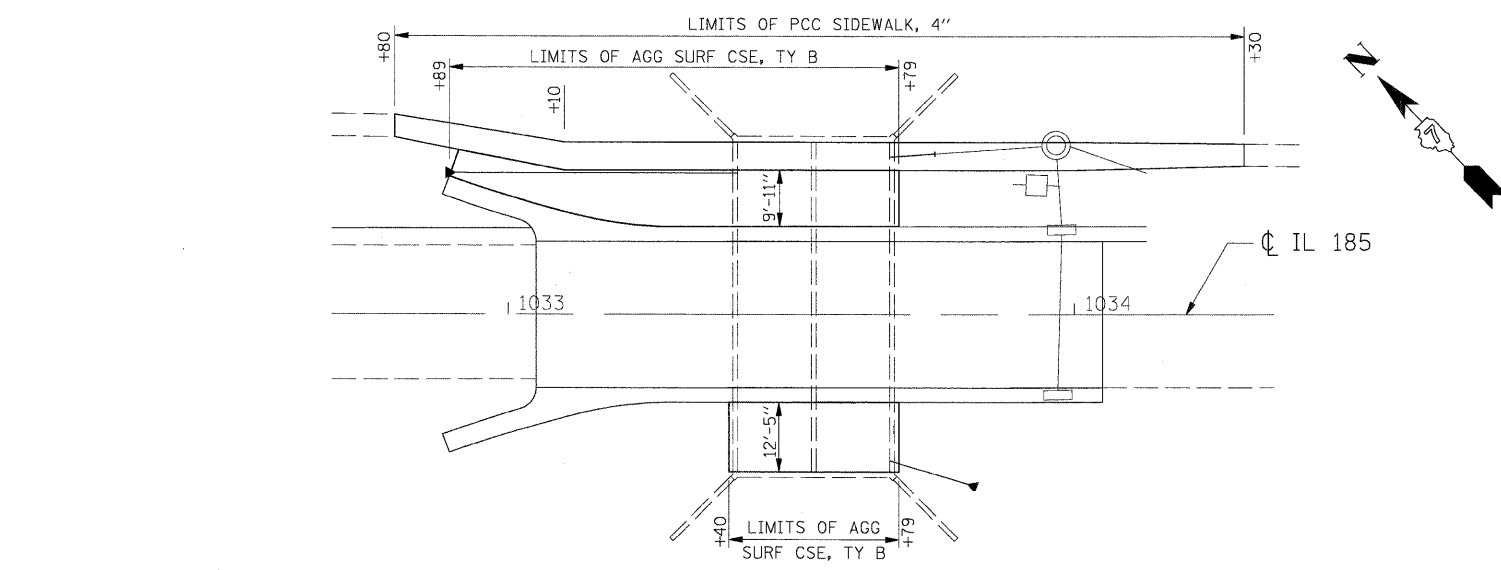 LIMITS OF PCC SIDEWALK, 4"
+80
+30
LIMITS OF AGG SURF CSE, TY B
+89
+79
+10
N
7
9'-11"
℄ IL 185
1033
1034
12'-5"
+40
+79
LIMITS OF AGG
SURF CSE, TY B